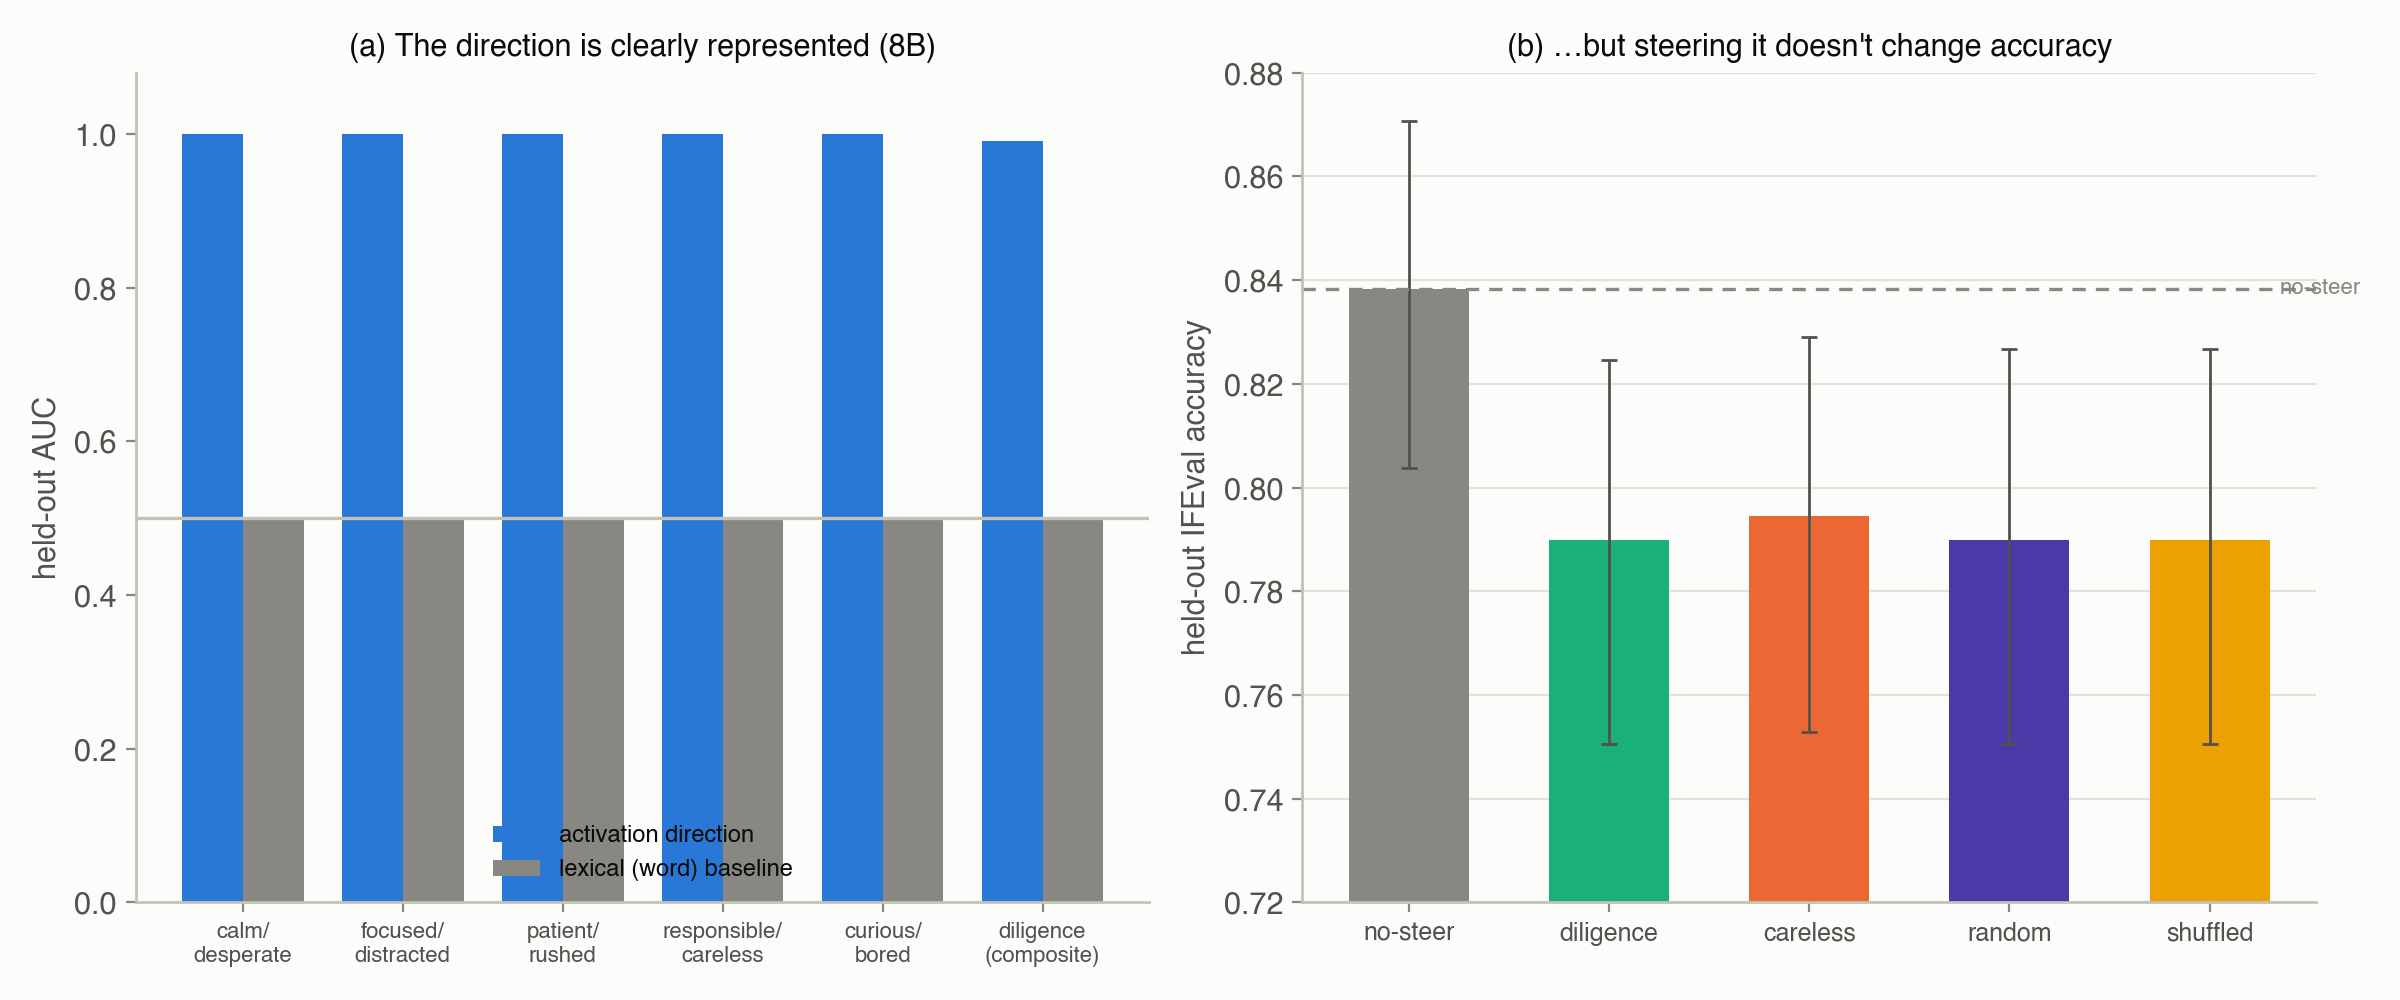 (a) The direction is clearly represented (8B)
held-out AUC
1.0
0.8
0.6
0.4
0.2
0.0
activation direction
lexical (word) baseline
calm/
desperate
focused/
distracted
patient/
rushed
responsible/
careless
curious/
bored
diligence
(composite)
(b) …but steering it doesn't change accuracy
held-out IFEval accuracy
0.88
0.86
0.84
0.82
0.80
0.78
0.76
0.74
0.72
no-steer
no-steer
diligence
careless
random
shuffled